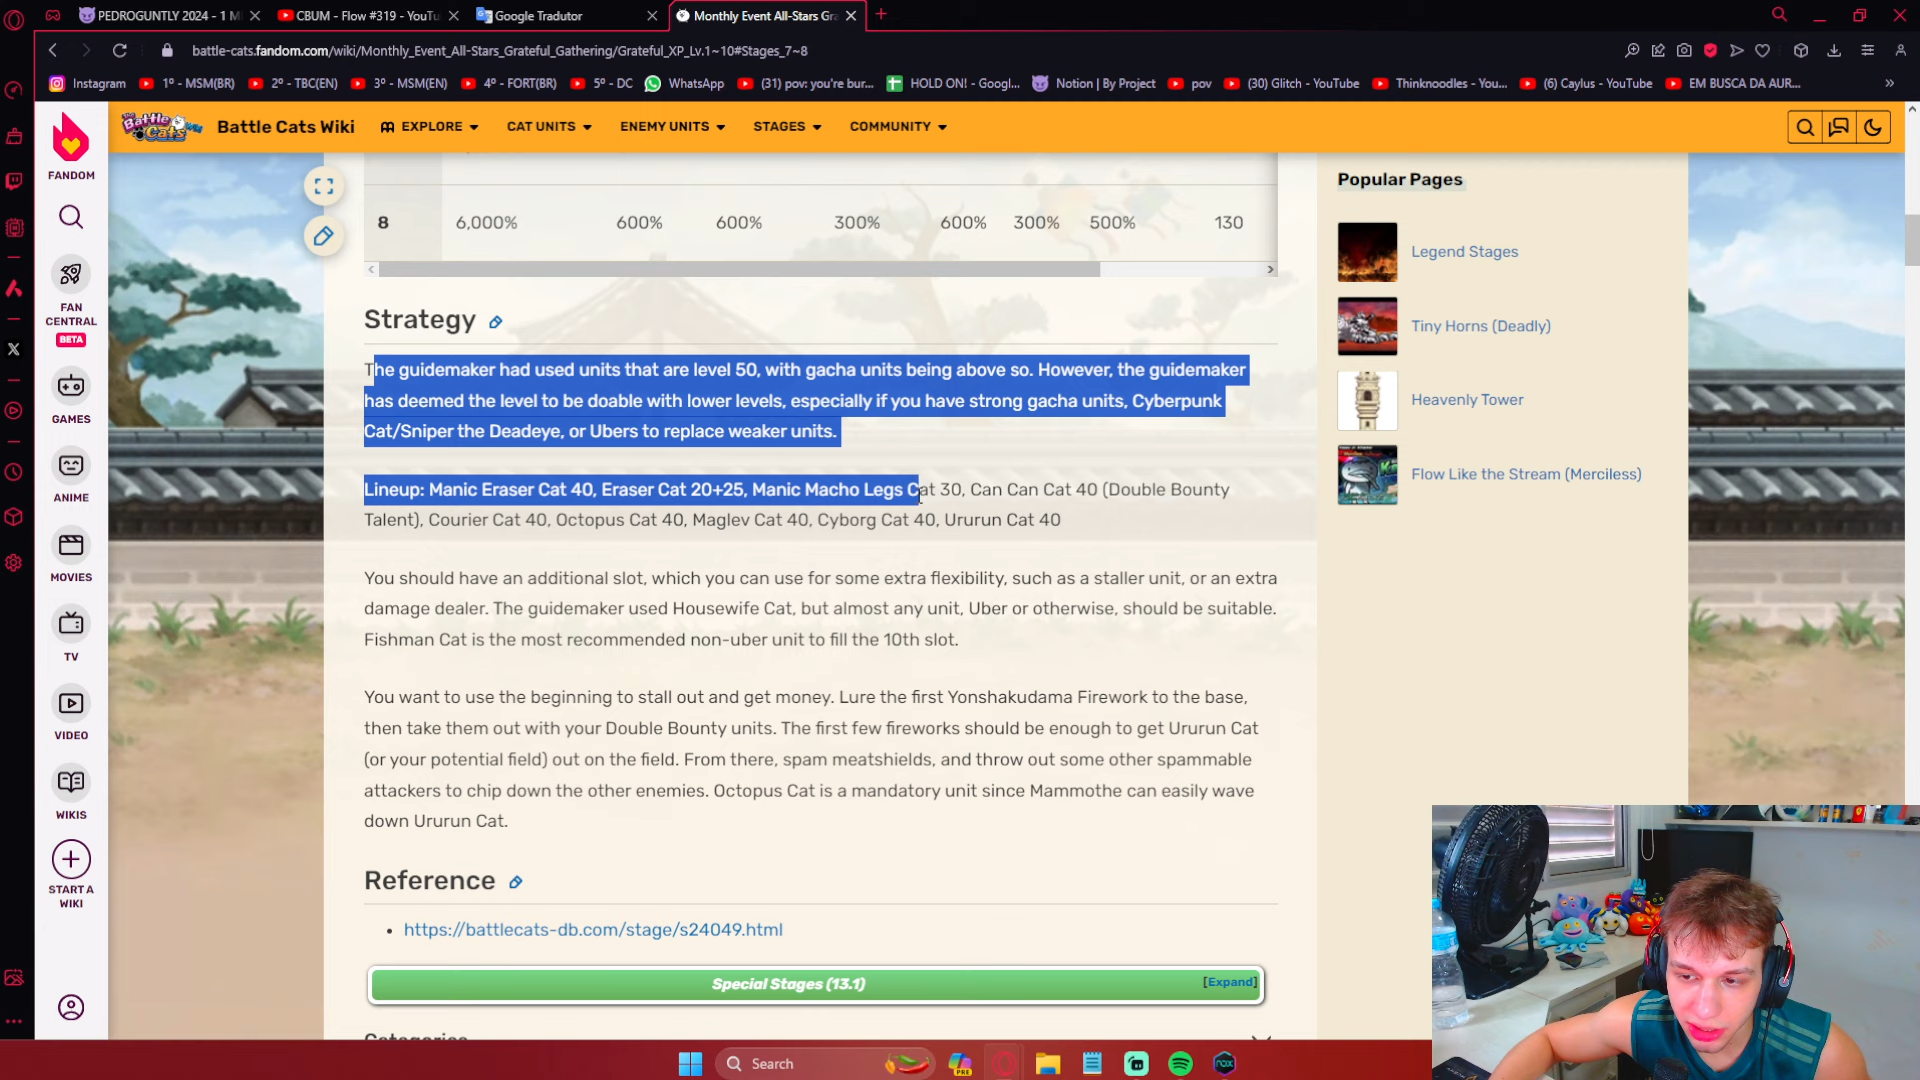 PEDROGUNTLY 2024 - 1 M
CBUM - Flow #319 - YouTu
Google Tradutor
Monthly Event All-Stars Gra
battle-cats.fandom.com/wiki/Monthly_Event_All-Stars_Grateful_Gathering/Grateful_XP_Lv.1~10#Stages_7~8
Instagram
1º - MSM(BR)
2º - TBC(EN)
3º - MSM(EN)
4º - FORT(BR)
5º - DC
WhatsApp
(31) pov: you're bur...
HOLD ON! - Googl...
Notion | By Project
pov
(30) Glitch - YouTube
Thinknoodles - You...
(6) Caylus - YouTube
EM BUSCA DA AUR...
Battle Cats Wiki
EXPLORE
CAT UNITS
ENEMY UNITS
STAGES
COMMUNITY
FANDOM
FAN
CENTRAL
BETA
GAMES
ANIME
MOVIES
TV
VIDEO
WIKIS
START A
WIKI
8 6,000% 600% 600% 300% 600% 300% 500% 130
Strategy
The guidemaker had used units that are level 50, with gacha units being above so. However, the guidemaker
has deemed the level to be doable with lower levels, especially if you have strong gacha units, Cyberpunk
Cat/Sniper the Deadeye, or Ubers to replace weaker units.
Lineup: Manic Eraser Cat 40, Eraser Cat 20+25, Manic Macho Legs Cat 30, Can Can Cat 40 (Double Bounty
Talent), Courier Cat 40, Octopus Cat 40, Maglev Cat 40, Cyborg Cat 40, Ururun Cat 40
You should have an additional slot, which you can use for some extra flexibility, such as a staller unit, or an extra
damage dealer. The guidemaker used Housewife Cat, but almost any unit, Uber or otherwise, should be suitable.
Fishman Cat is the most recommended non-uber unit to fill the 10th slot.
You want to use the beginning to stall out and get money. Lure the first Yonshakudama Firework to the base,
then take them out with your Double Bounty units. The first few fireworks should be enough to get Ururun Cat
(or your potential field) out on the field. From there, spam meatshields, and throw out some other spammable
attackers to chip down the other enemies. Octopus Cat is a mandatory unit since Mammothe can easily wave
down Ururun Cat.
Reference
https://battlecats-db.com/stage/s24049.html
Special Stages (13.1)
[Expand]
Categories
Popular Pages
Legend Stages
Tiny Horns (Deadly)
Heavenly Tower
Flow Like the Stream (Merciless)
Search
PRE